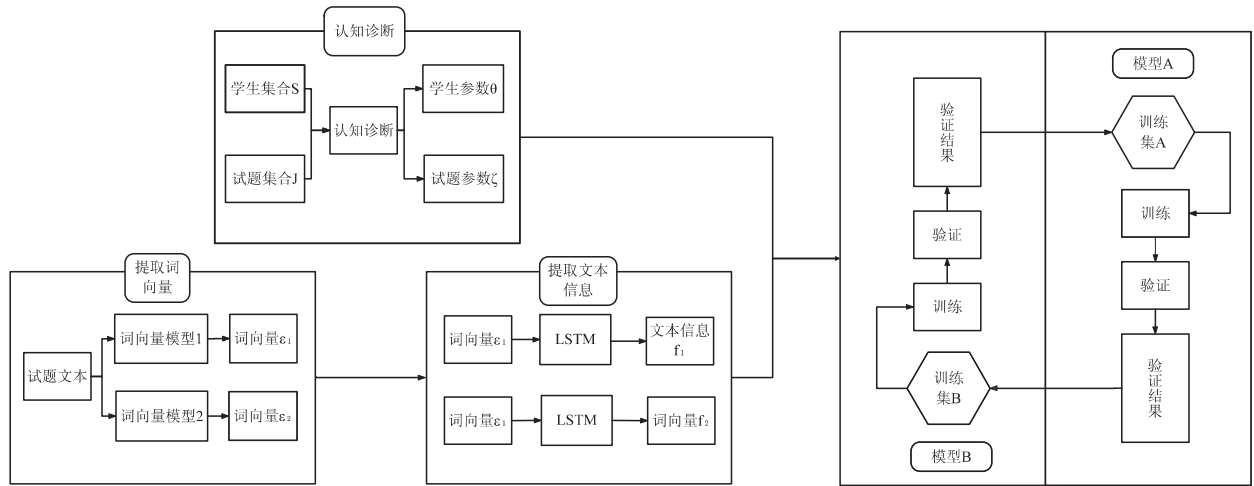 认知诊断
学生集合S
试题集合J
认知诊断
学生参数θ
试题参数ζ
提取词
向量
试题文本
词向量模型1
词向量ε₁
词向量模型2
词向量ε₂
提取文本
信息
词向量ε₁
LSTM
文本信息
f₁
词向量ε₁
LSTM
词向量f₂
验证结果
验证
训练
训练
集B
模型B
模型A
训练
集A
训练
验证
验证结果